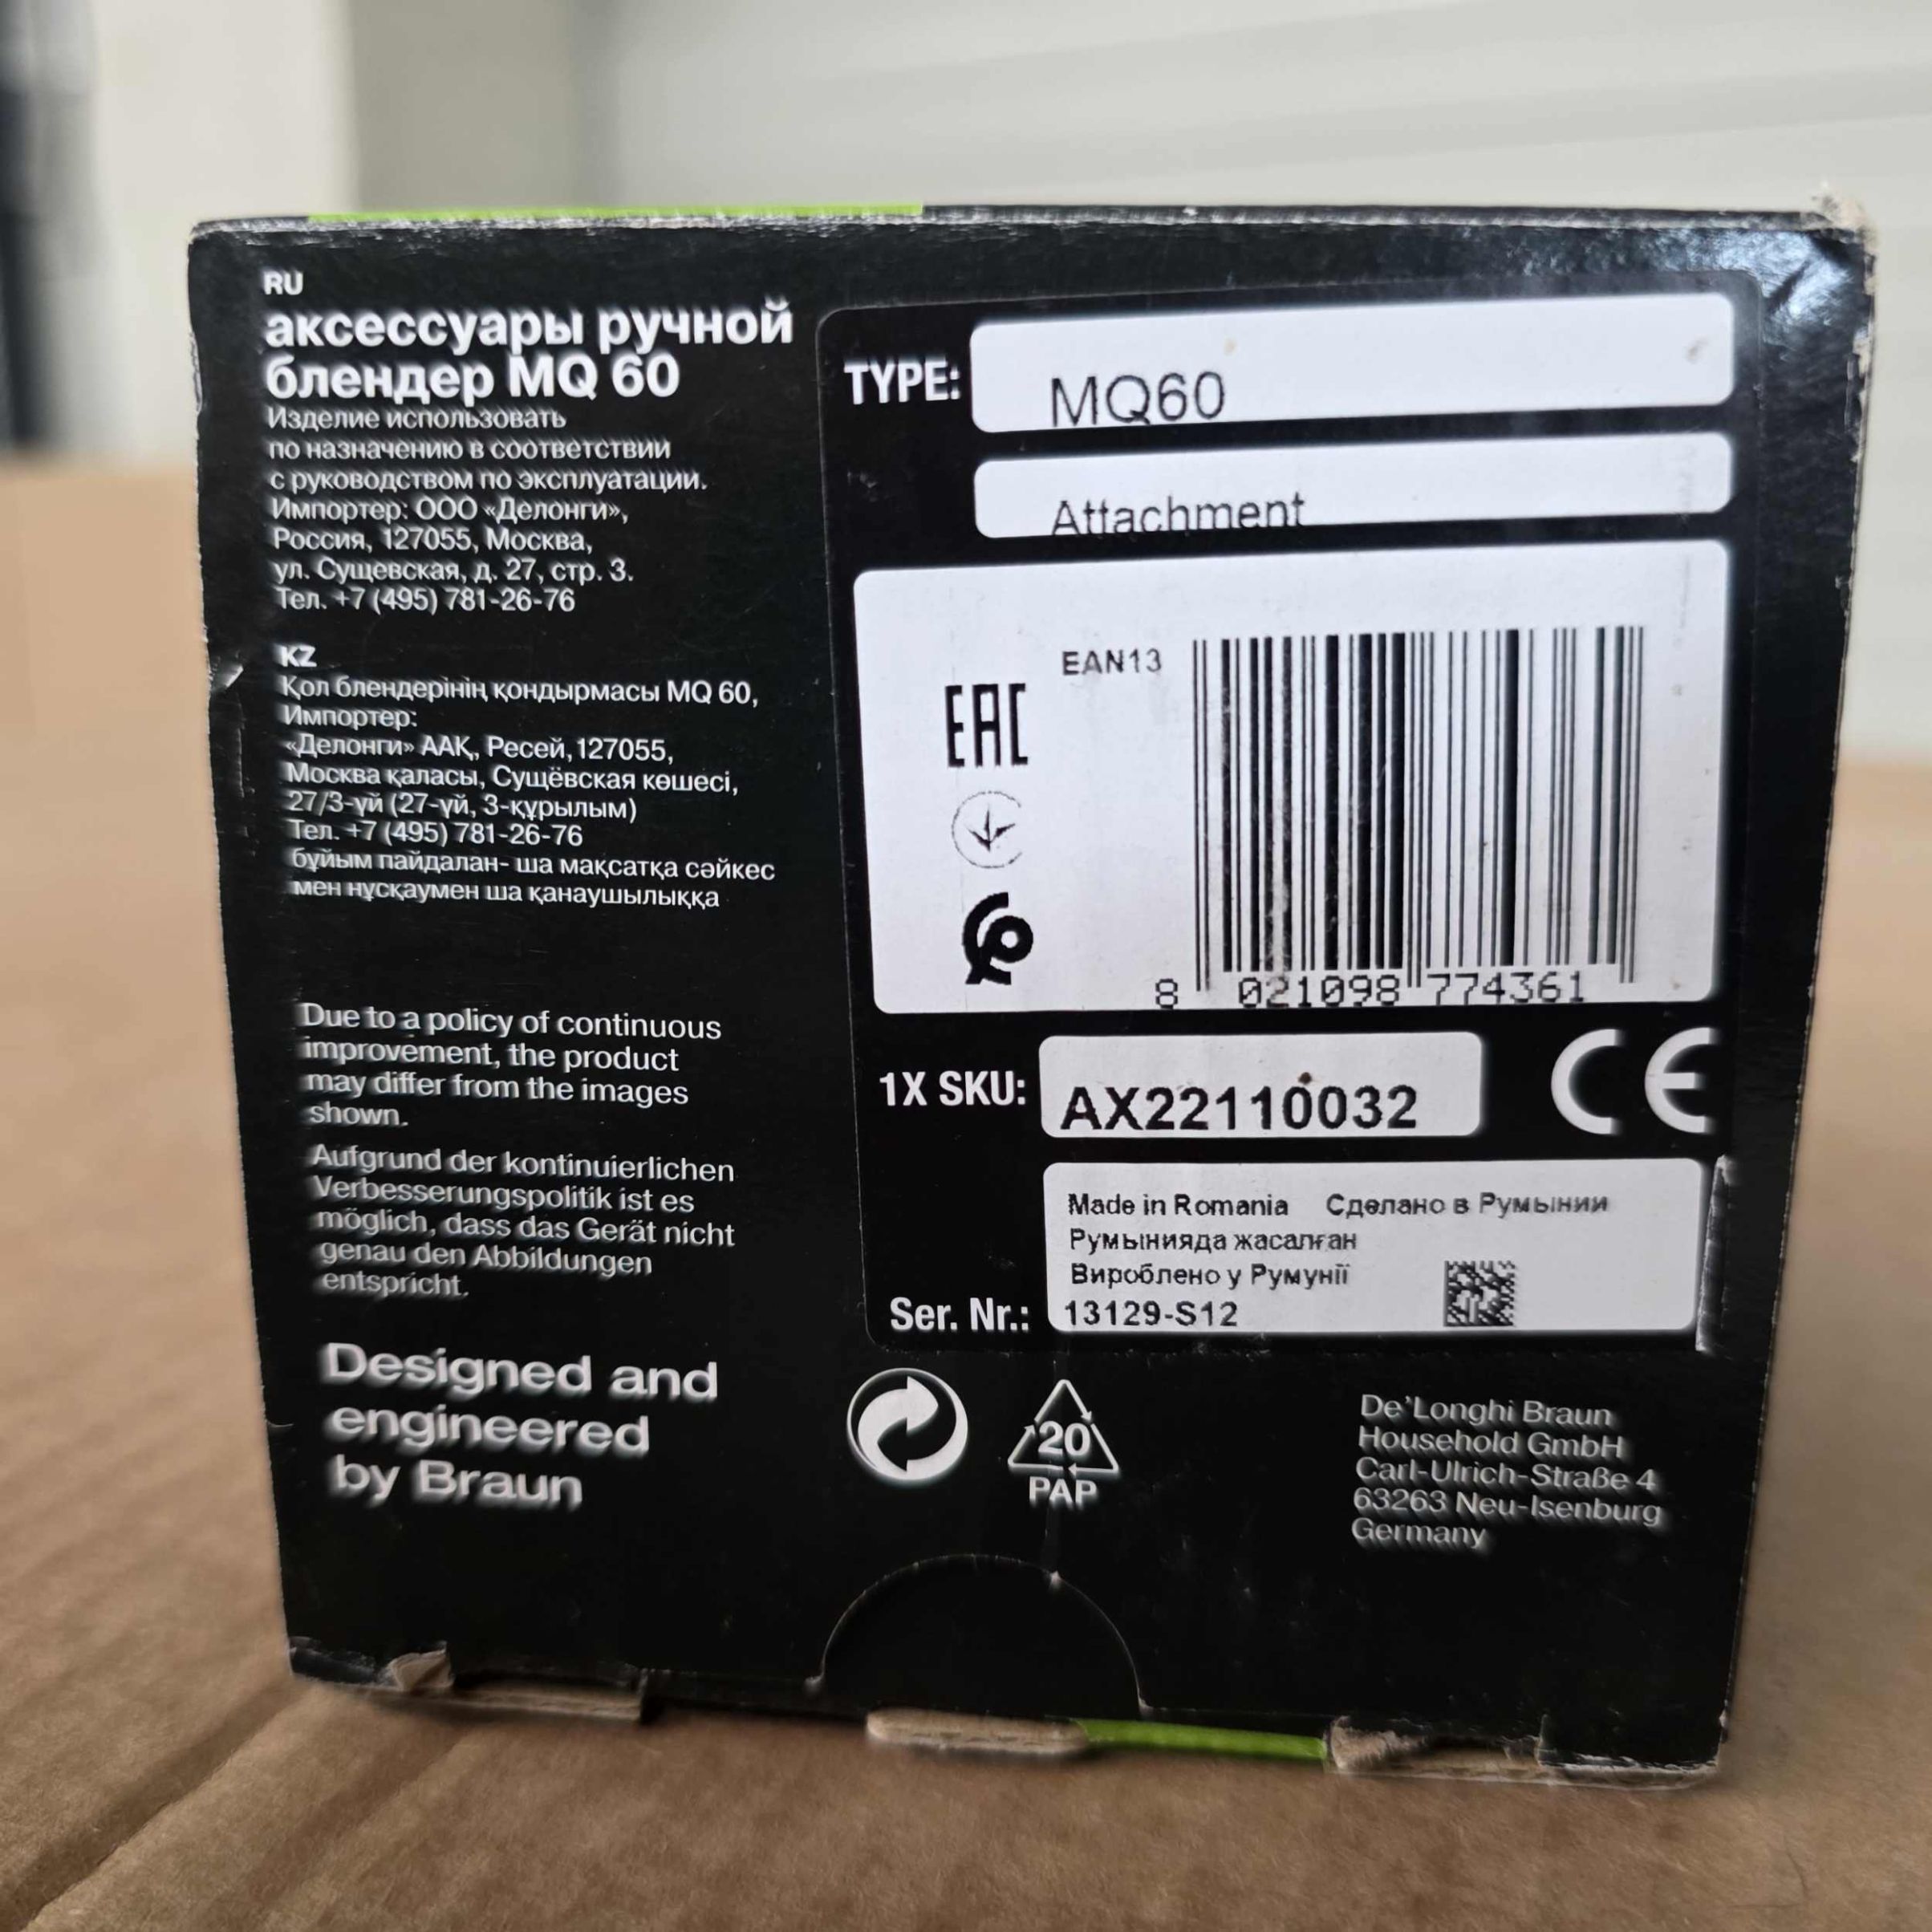 RU
аксессуары ручной
блендер MQ 60
Изделие использовать
по назначению в соответствии
с руководством по эксплуатации.
Импортер: ООО «Делонги»,
Россия, 127055, Москва,
ул. Сущевская, д. 27, стр. 3.
Тел. +7 (495) 781-26-76
KZ
Қол блендерінің қондырмасы MQ 60,
Импортер:
«Делонги» ААҚ, Ресей, 127055,
Москва қаласы, Сущёвская көшесі,
27/3-үй (27-үй, 3-құрылым)
Тел. +7 (495) 781-26-76
бұйым пайдалан- ша мақсатқа сәйкес
мен нұсқаумен ша қанаушылыққа
Due to a policy of continuous
improvement, the product
may differ from the images
shown.
Aufgrund der kontinuierlichen
Verbesserungspolitik ist es
möglich, dass das Gerät nicht
genau den Abbildungen
entspricht.
Designed and
engineered
by Braun
TYPE: MQ60
Attachment
EAN13
EAC
8 021098 774361
1X SKU: AX22110032
CE
Made in Romania Сделано в Румынии
Румынияда жасалған
Вироблено у Румунії
Ser. Nr.: 13129-S12
20
PAP
De'Longhi Braun
Household GmbH
Carl-Ulrich-Straße 4
63263 Neu-Isenburg
Germany